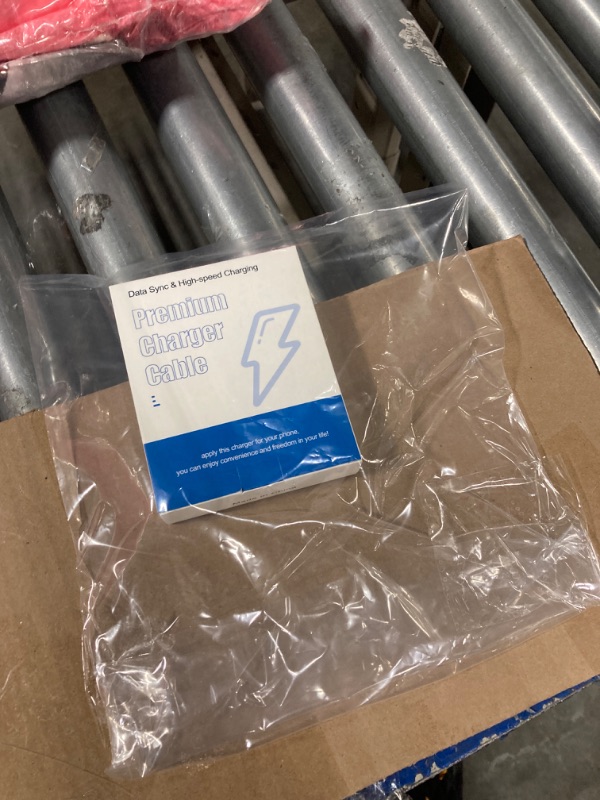 Data Sync & High-speed Charging
Premium
Charger
Cable
apply this charger for your phone,
you can enjoy convenience and freedom in your life!